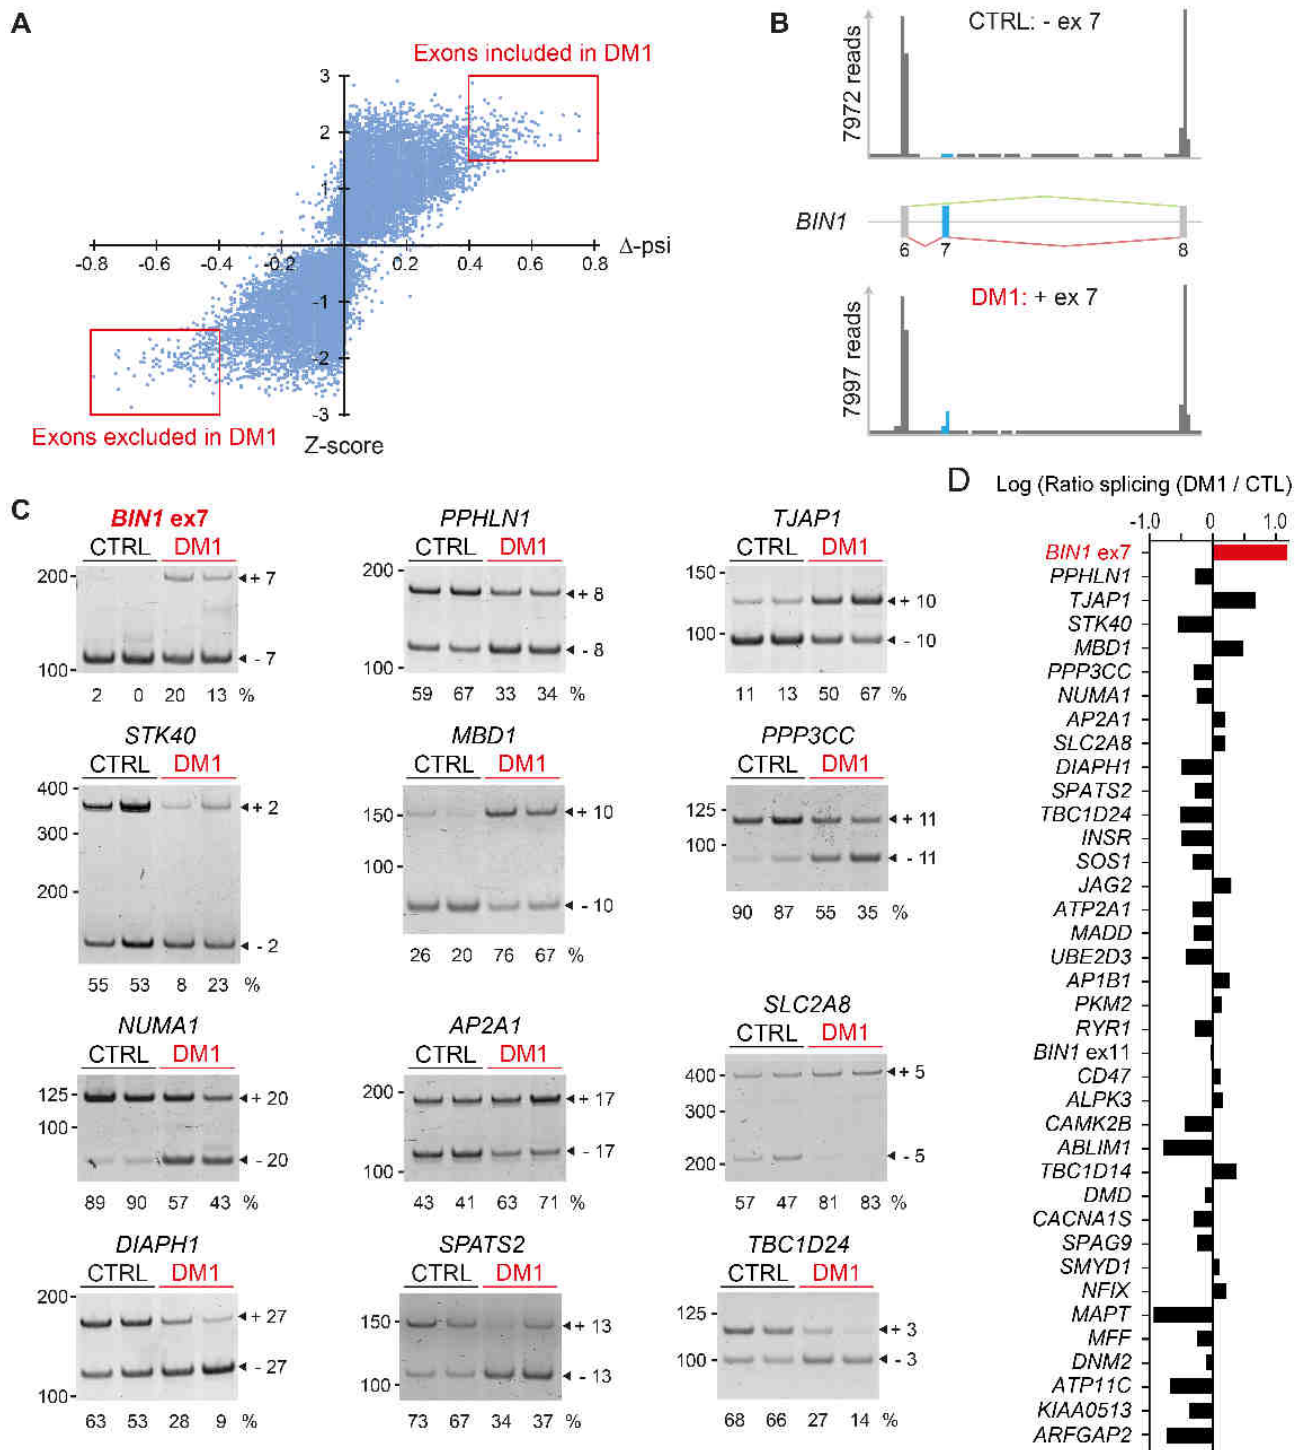 A
Exons included in DM1
3
2
1
-0.8 -0.6 -0.4 -0.2 0.2 0.4 0.6 0.8 Δ-psi
-1
-2
-3
Exons excluded in DM1
Z-score
B
CTRL: - ex 7
7972 reads
BIN1
6 7 8
DM1: + ex 7
7997 reads
C
BIN1 ex7
CTRL DM1
200
100
+ 7
- 7
2 0 20 13 %
PPHLN1
CTRL DM1
200
100
+ 8
- 8
59 67 33 34 %
TJAP1
CTRL DM1
150
100
+ 10
- 10
11 13 50 67 %
STK40
CTRL DM1
400
300
200
+ 2
- 2
55 53 8 23 %
MBD1
CTRL DM1
150
100
+ 10
- 10
26 20 76 67 %
PPP3CC
CTRL DM1
125
100
+ 11
- 11
90 87 55 35 %
NUMA1
CTRL DM1
125
100
+ 20
- 20
89 90 57 43 %
AP2A1
CTRL DM1
200
100
+ 17
- 17
43 41 63 71 %
SLC2A8
CTRL DM1
400
300
200
+ 5
- 5
57 47 81 83 %
DIAPH1
CTRL DM1
200
100
+ 27
- 27
63 53 28 9 %
SPATS2
CTRL DM1
150
100
+ 13
- 13
73 67 34 37 %
TBC1D24
CTRL DM1
125
100
+ 3
- 3
68 66 27 14 %
D
Log (Ratio splicing (DM1 / CTL)
-1.0 0 1.0
BIN1 ex7
PPHLN1
TJAP1
STK40
MBD1
PPP3CC
NUMA1
AP2A1
SLC2A8
DIAPH1
SPATS2
TBC1D24
INSR
SOS1
JAG2
ATP2A1
MADD
UBE2D3
AP1B1
PKM2
RYR1
BIN1 ex11
CD47
ALPK3
CAMK2B
ABLIM1
TBC1D14
DMD
CACNA1S
SPAG9
SMYD1
NFIX
MAPT
MFF
DNM2
ATP11C
KIAA0513
ARFGAP2